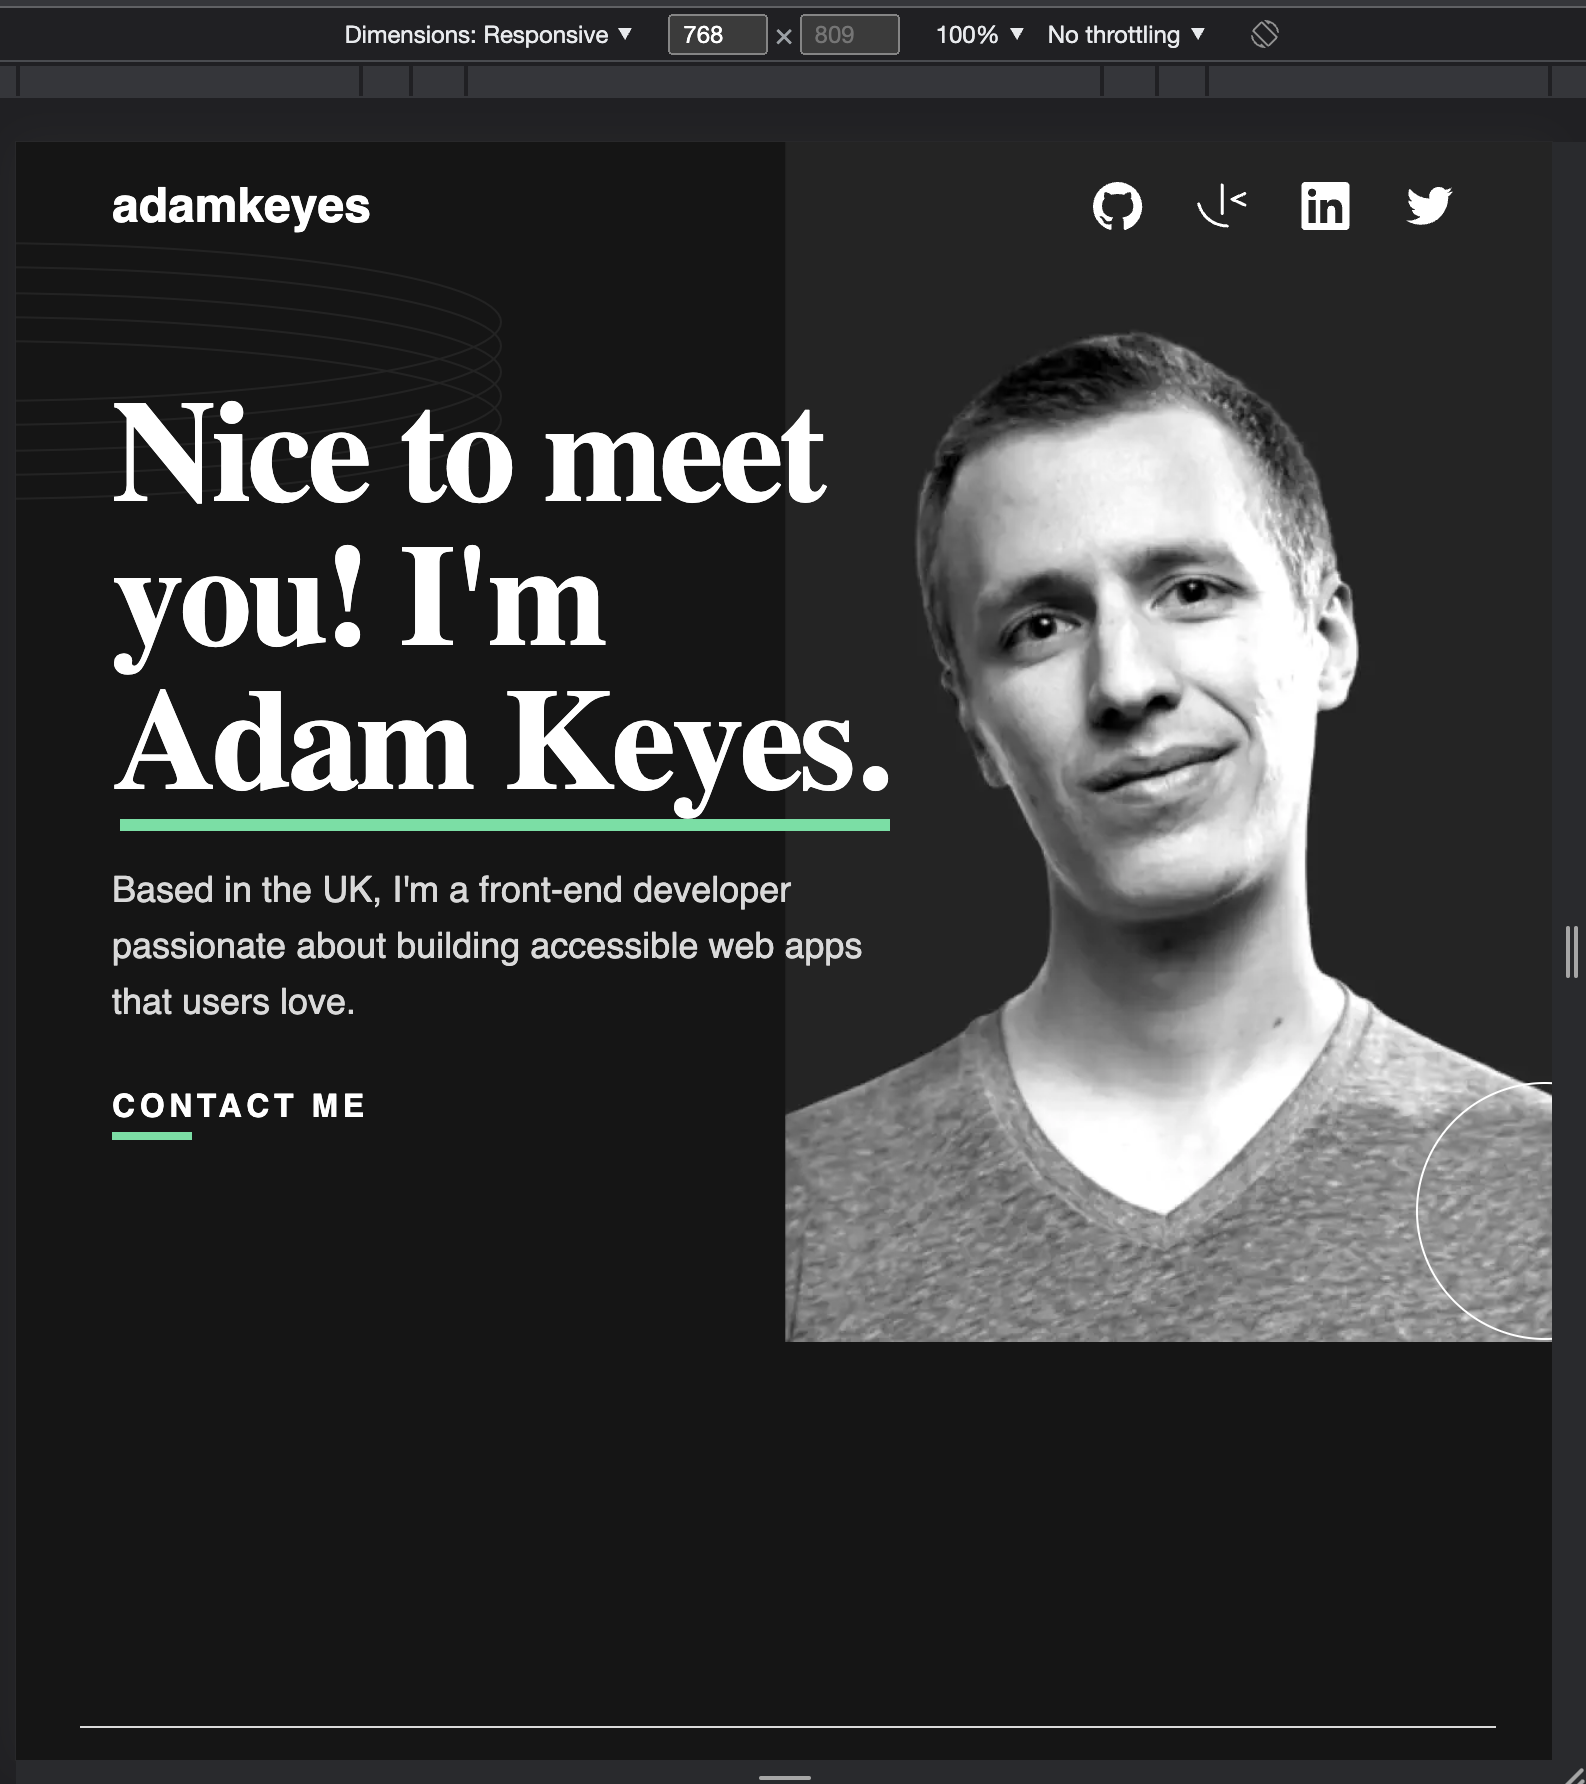 Dimensions: Responsive ▼ 768 × 809 100% ▼ No throttling ▼
adamkeyes
in
Nice to meet
you! I'm
Adam Keyes.
Based in the UK, I'm a front-end developer
passionate about building accessible web apps
that users love.
CONTACT ME